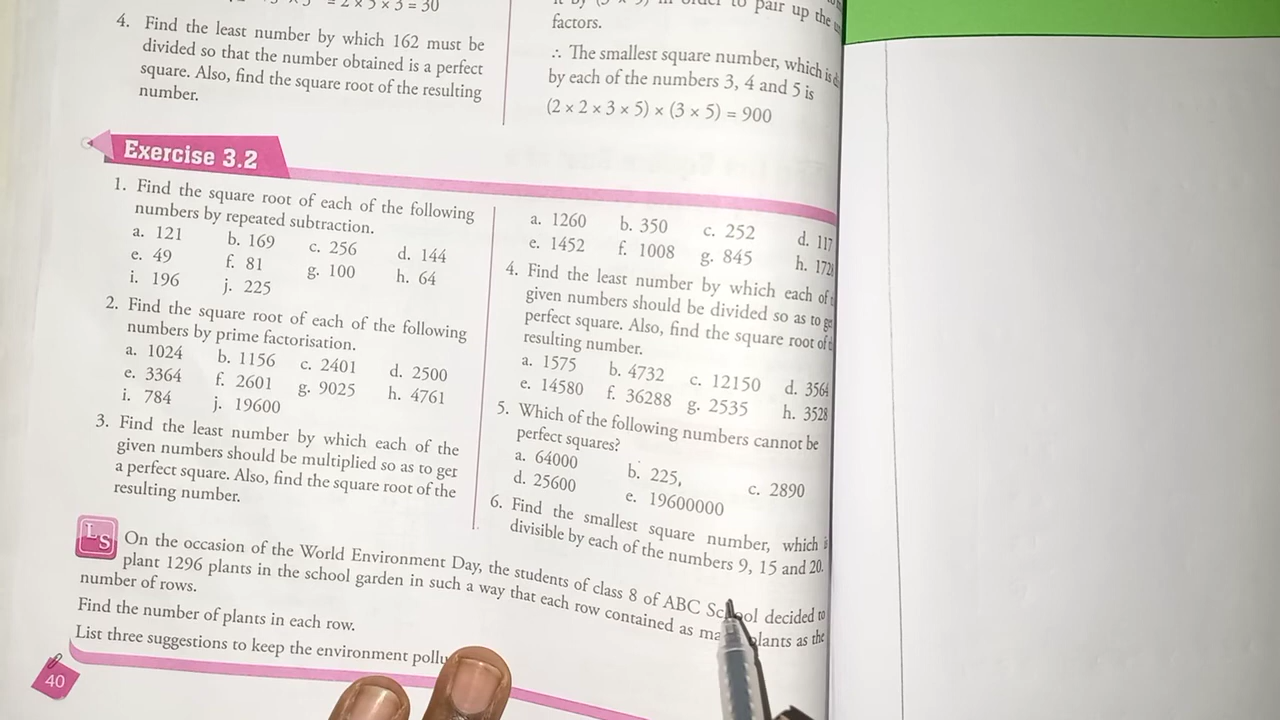 = 2 × 5 × 3 = 30
4. Find the least number by which 162 must be
divided so that the number obtained is a perfect
square. Also, find the square root of the resulting
number.
order to pair up the
factors.
∴ The smallest square number, which is
by each of the numbers 3, 4 and 5 is
(2 × 2 × 3 × 5) × (3 × 5) = 900
Exercise 3.2
1. Find the square root of each of the following
numbers by repeated subtraction.
a. 121 b. 169 c. 256 d. 144
e. 49 f. 81 g. 100 h. 64
i. 196 j. 225
2. Find the square root of each of the following
numbers by prime factorisation.
a. 1024 b. 1156 c. 2401 d. 2500
e. 3364 f. 2601 g. 9025 h. 4761
i. 784 j. 19600
3. Find the least number by which each of the
given numbers should be multiplied so as to get
a perfect square. Also, find the square root of the
resulting number.
a. 1260 b. 350 c. 252 d. 117
e. 1452 f. 1008 g. 845 h. 1728
4. Find the least number by which each of
given numbers should be divided so as to
perfect square. Also, find the square root of
resulting number.
a. 1575 b. 4732 c. 12150 d. 3564
e. 14580 f. 36288 g. 2535 h. 3528
5. Which of the following numbers cannot be
perfect squares?
a. 64000 b. 225, c. 2890
d. 25600 e. 19600000
6. Find the smallest square number, which
divisible by each of the numbers 9, 15 and 20.
LS
On the occasion of the World Environment Day, the students of class 8 of ABC School decided to
plant 1296 plants in the school garden in such a way that each row contained as plants as the
number of rows.
Find the number of plants in each row.
List three suggestions to keep the environment
40